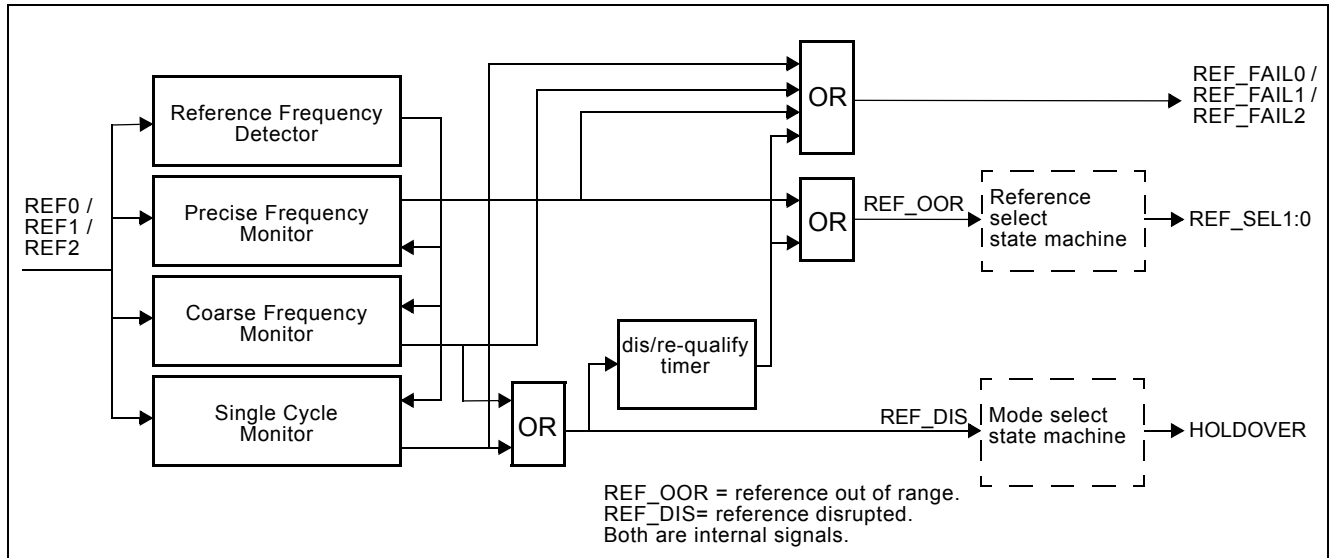 REF0 /
REF1 /
REF2
Reference Frequency
Detector
Precise Frequency
Monitor
Coarse Frequency
Monitor
Single Cycle
Monitor
OR
dis/re-qualify
timer
OR
OR
REF_OOR
REF_DIS
Reference
select
state machine
Mode select
state machine
REF_FAIL0 /
REF_FAIL1 /
REF_FAIL2
REF_SEL1:0
HOLDOVER
REF_OOR = reference out of range.
REF_DIS= reference disrupted.
Both are internal signals.